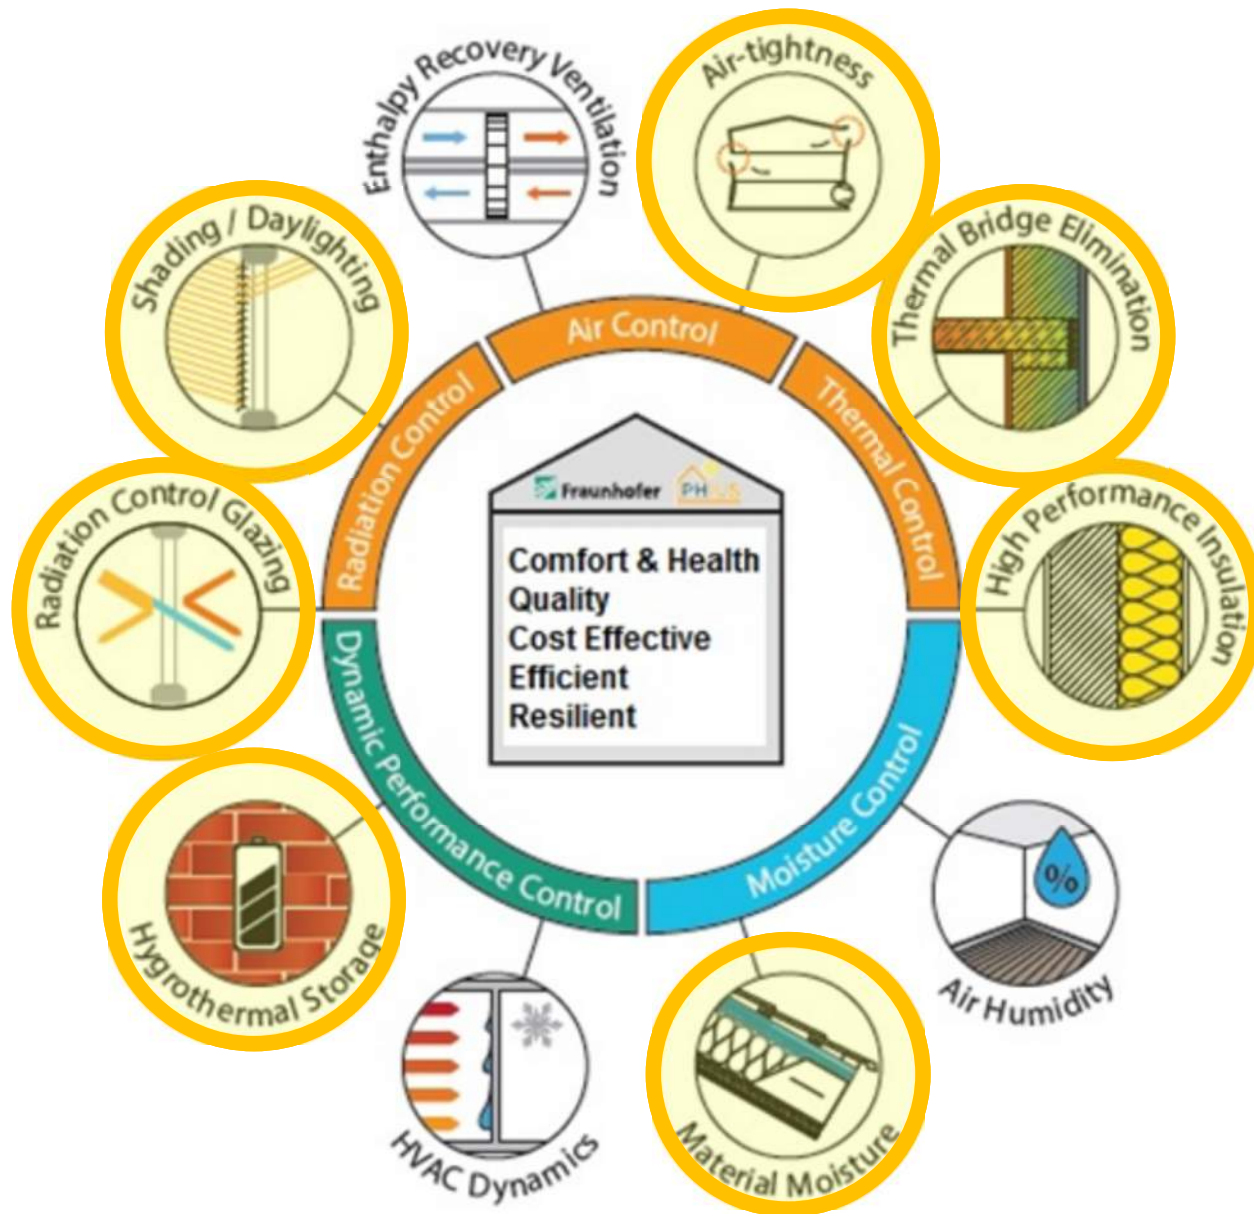 Enthalpy Recovery Ventilation
Air-tightness
Shading / Daylighting
Thermal Bridge Elimination
Air Control
Radiation Control
Thermal Control
Radiation Control Glazing
High Performance Insulation
Fraunhofer
PHIUS
Comfort & Health
Quality
Cost Effective
Efficient
Resilient
Dynamic Performance Control
Moisture Control
Hygrothermal Storage
%
Air Humidity
HVAC Dynamics
Material Moisture